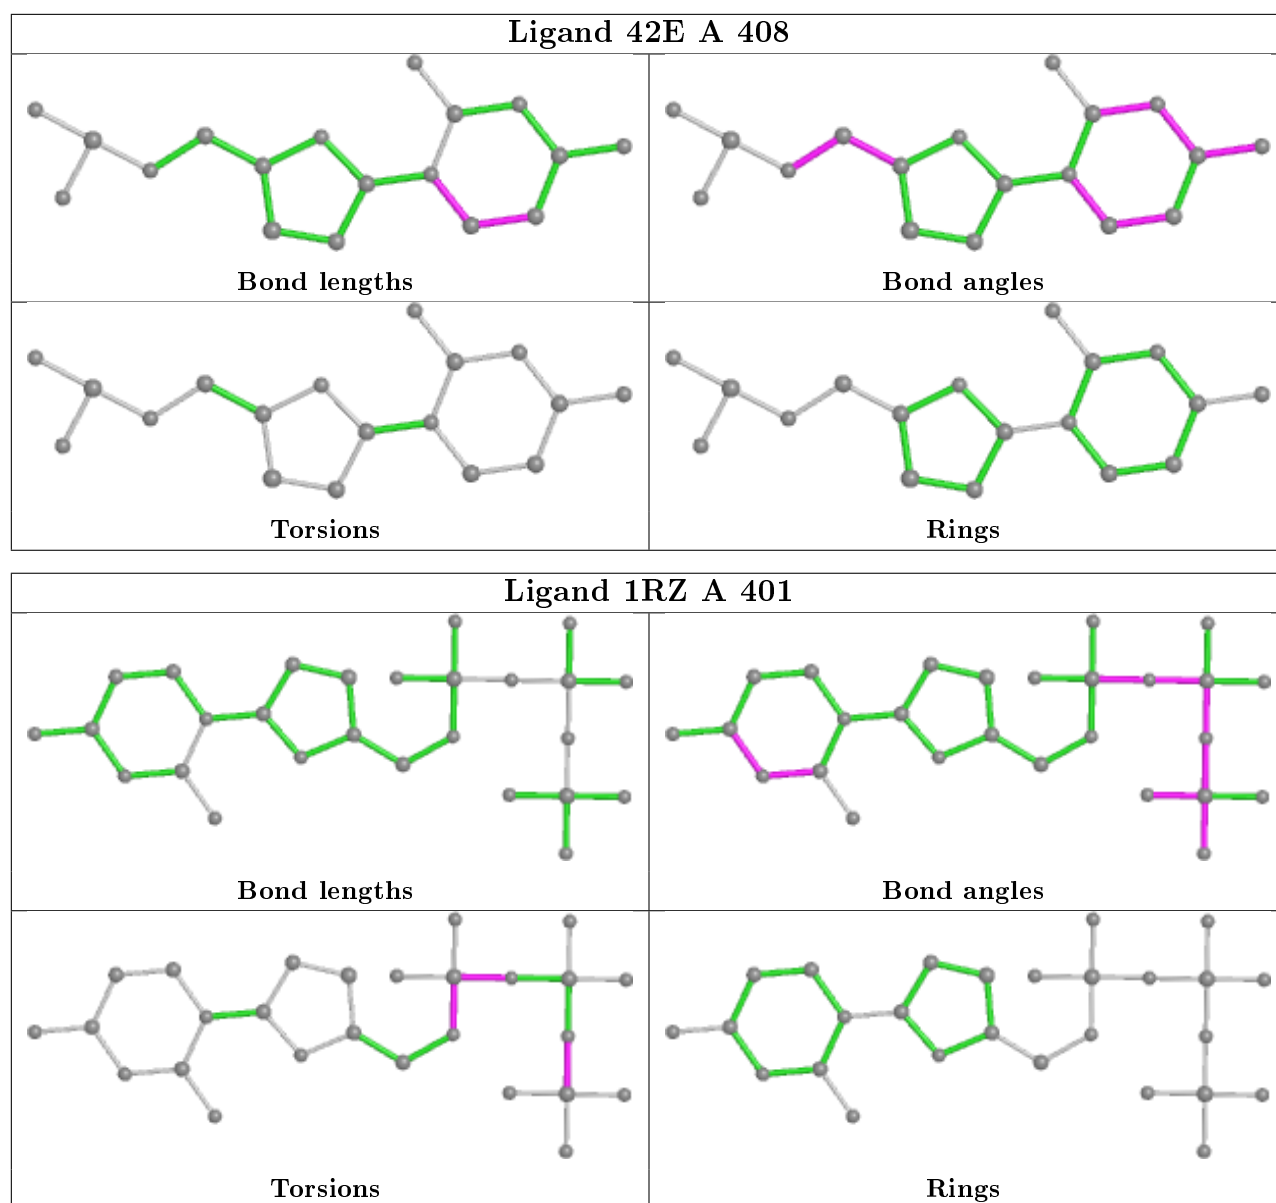 Ligand 42E A 408
Bond lengths
Bond angles
Torsions
Rings
Ligand 1RZ A 401
Bond lengths
Bond angles
Torsions
Rings